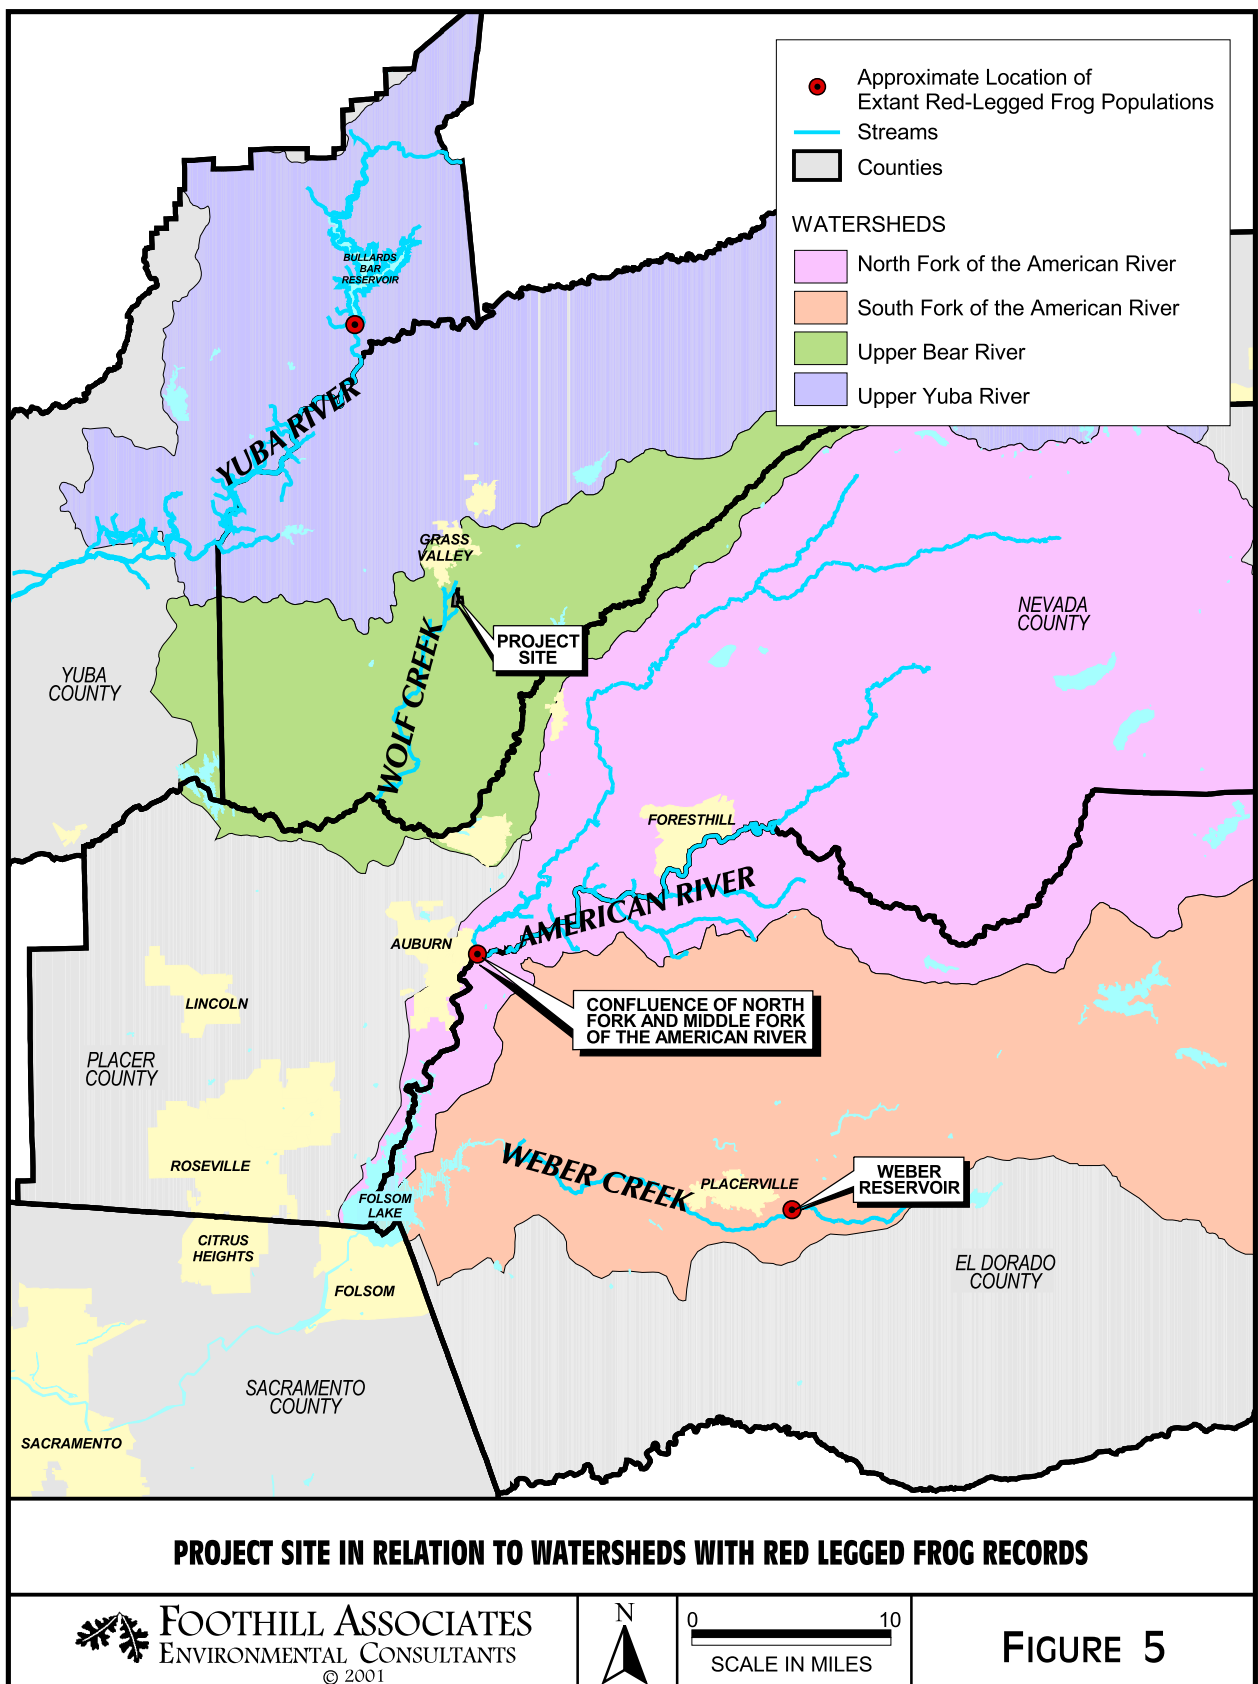 Approximate Location of
Extant Red-Legged Frog Populations
Streams
Counties
WATERSHEDS
North Fork of the American River
South Fork of the American River
Upper Bear River
Upper Yuba River
BULLARDS
BAR
RESERVOIR
YUBA RIVER
GRASS
VALLEY
PROJECT
SITE
NEVADA
COUNTY
YUBA
COUNTY
WOLF CREEK
FORESTHILL
AMERICAN RIVER
AUBURN
LINCOLN
CONFLUENCE OF NORTH
FORK AND MIDDLE FORK
OF THE AMERICAN RIVER
PLACER
COUNTY
ROSEVILLE
WEBER CREEK
PLACERVILLE
WEBER
RESERVOIR
FOLSOM
LAKE
CITRUS
HEIGHTS
FOLSOM
EL DORADO
COUNTY
SACRAMENTO
COUNTY
SACRAMENTO
PROJECT SITE IN RELATION TO WATERSHEDS WITH RED LEGGED FROG RECORDS
FOOTHILL ASSOCIATES
ENVIRONMENTAL CONSULTANTS
© 2001
N
0 10
SCALE IN MILES
FIGURE 5